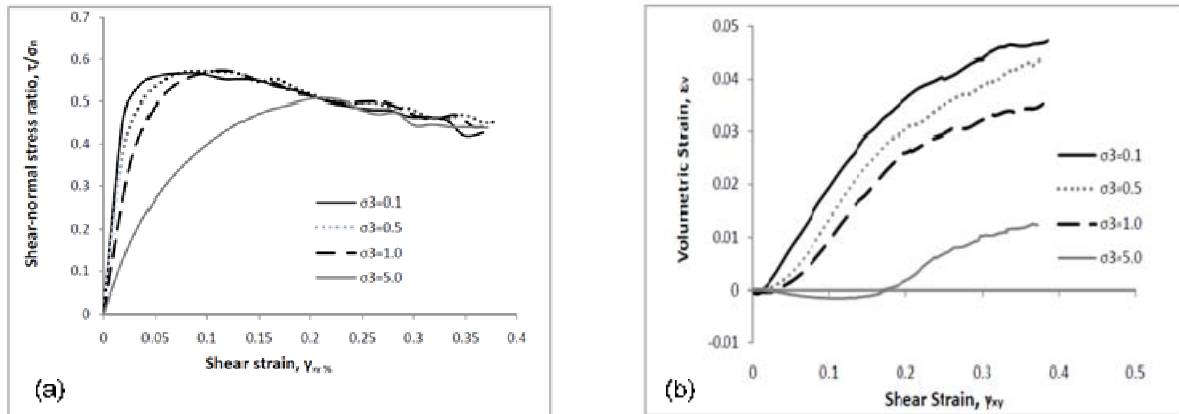 Shear-normal stress ratio, τ/σn
0.7
0.6
0.5
0.4
0.3
0.2
0.1
0
0 0.05 0.1 0.15 0.2 0.25 0.3 0.35 0.4
σ3=0.1
σ3=0.5
σ3=1.0
σ3=5.0
Shear strain, γxy %
(a)
Volumetric Strain, εv
0.05
0.04
0.03
0.02
0.01
0
-0.01
0 0.1 0.2 0.3 0.4 0.5
σ3=0.1
σ3=0.5
σ3=1.0
σ3=5.0
Shear Strain, γxy
(b)